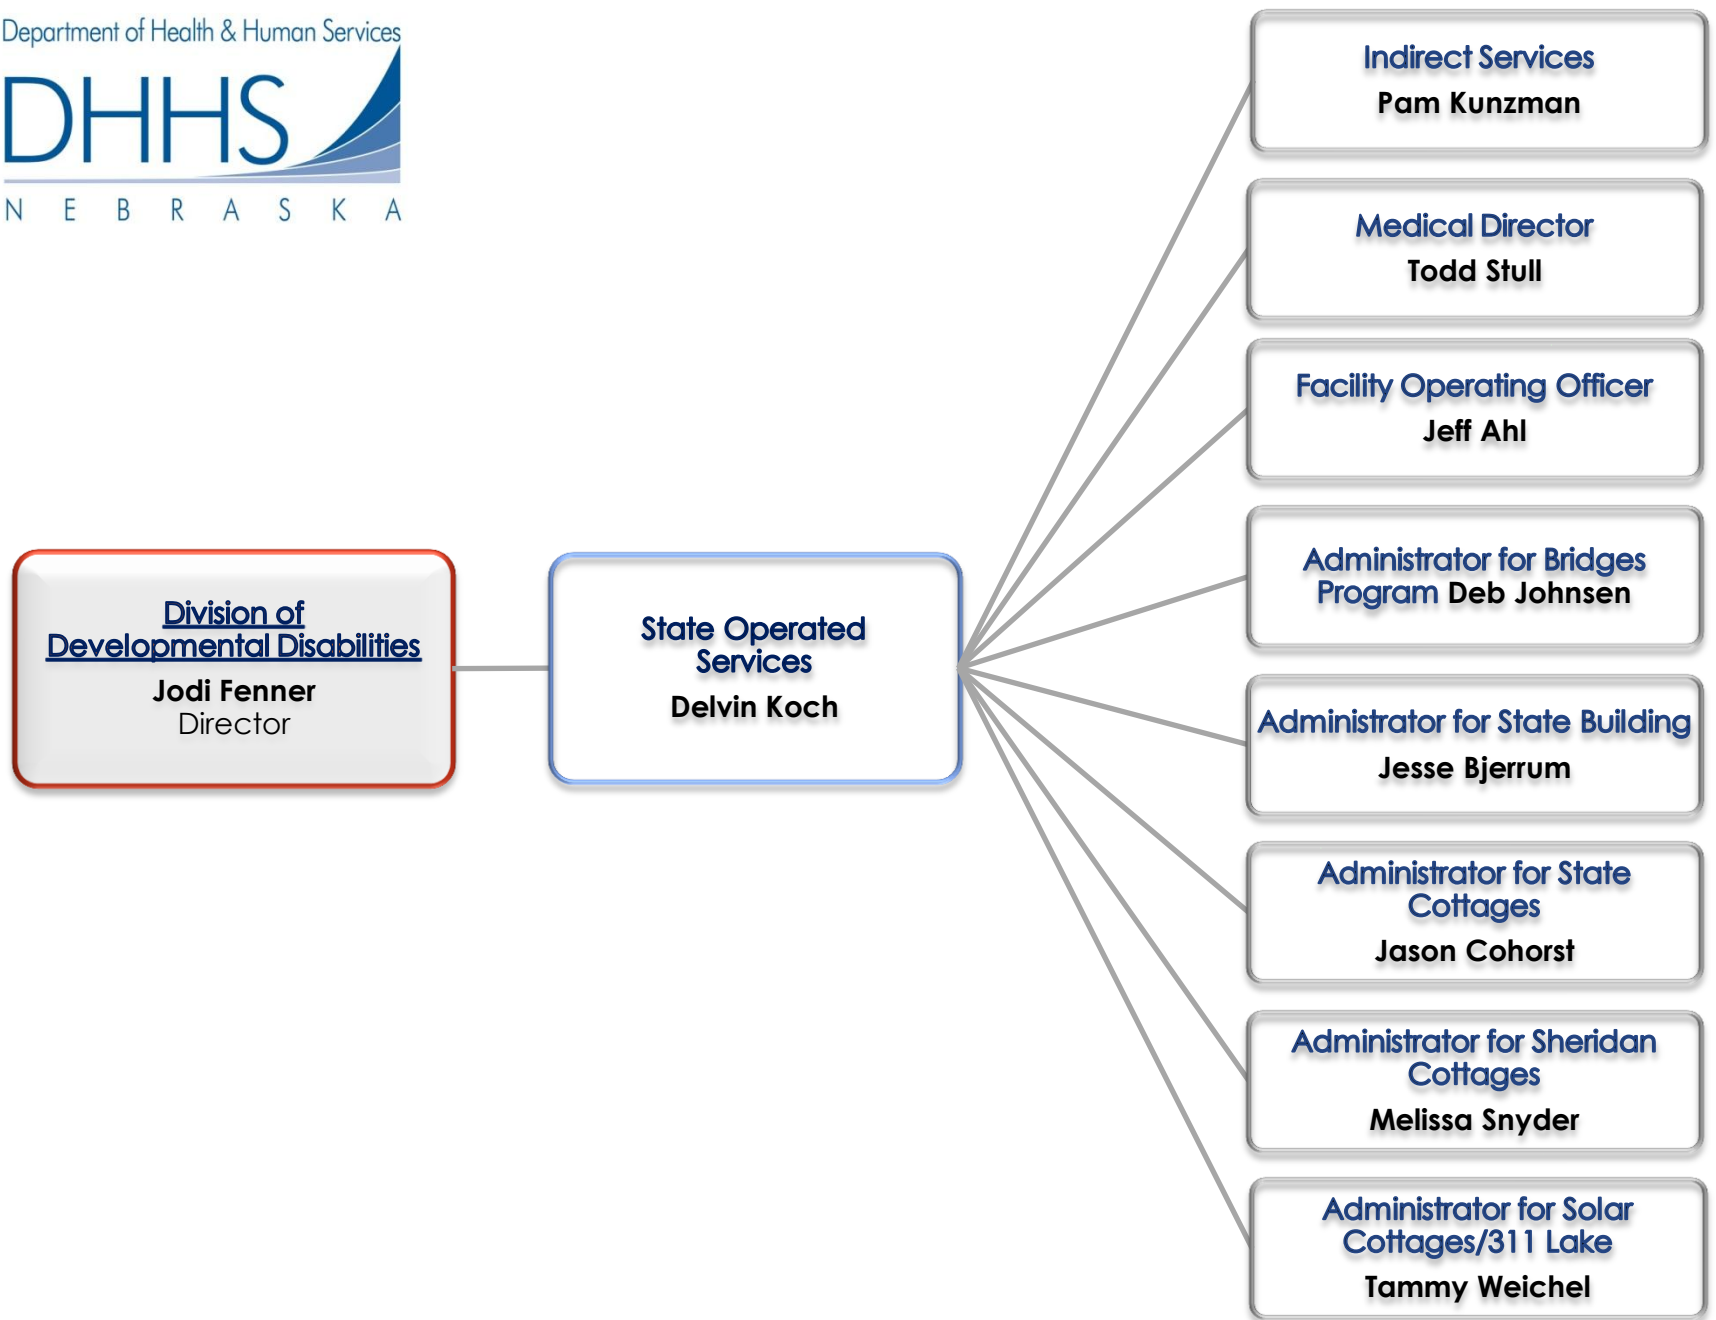 Department of Health & Human Services
DHHS
NEBRASKA
Division of
Developmental Disabilities
Jodi Fenner
Director
State Operated
Services
Delvin Koch
Indirect Services
Pam Kunzman
Medical Director
Todd Stull
Facility Operating Officer
Jeff Ahl
Administrator for Bridges
Program Deb Johnsen
Administrator for State Building
Jesse Bjerrum
Administrator for State
Cottages
Jason Cohorst
Administrator for Sheridan
Cottages
Melissa Snyder
Administrator for Solar
Cottages/311 Lake
Tammy Weichel